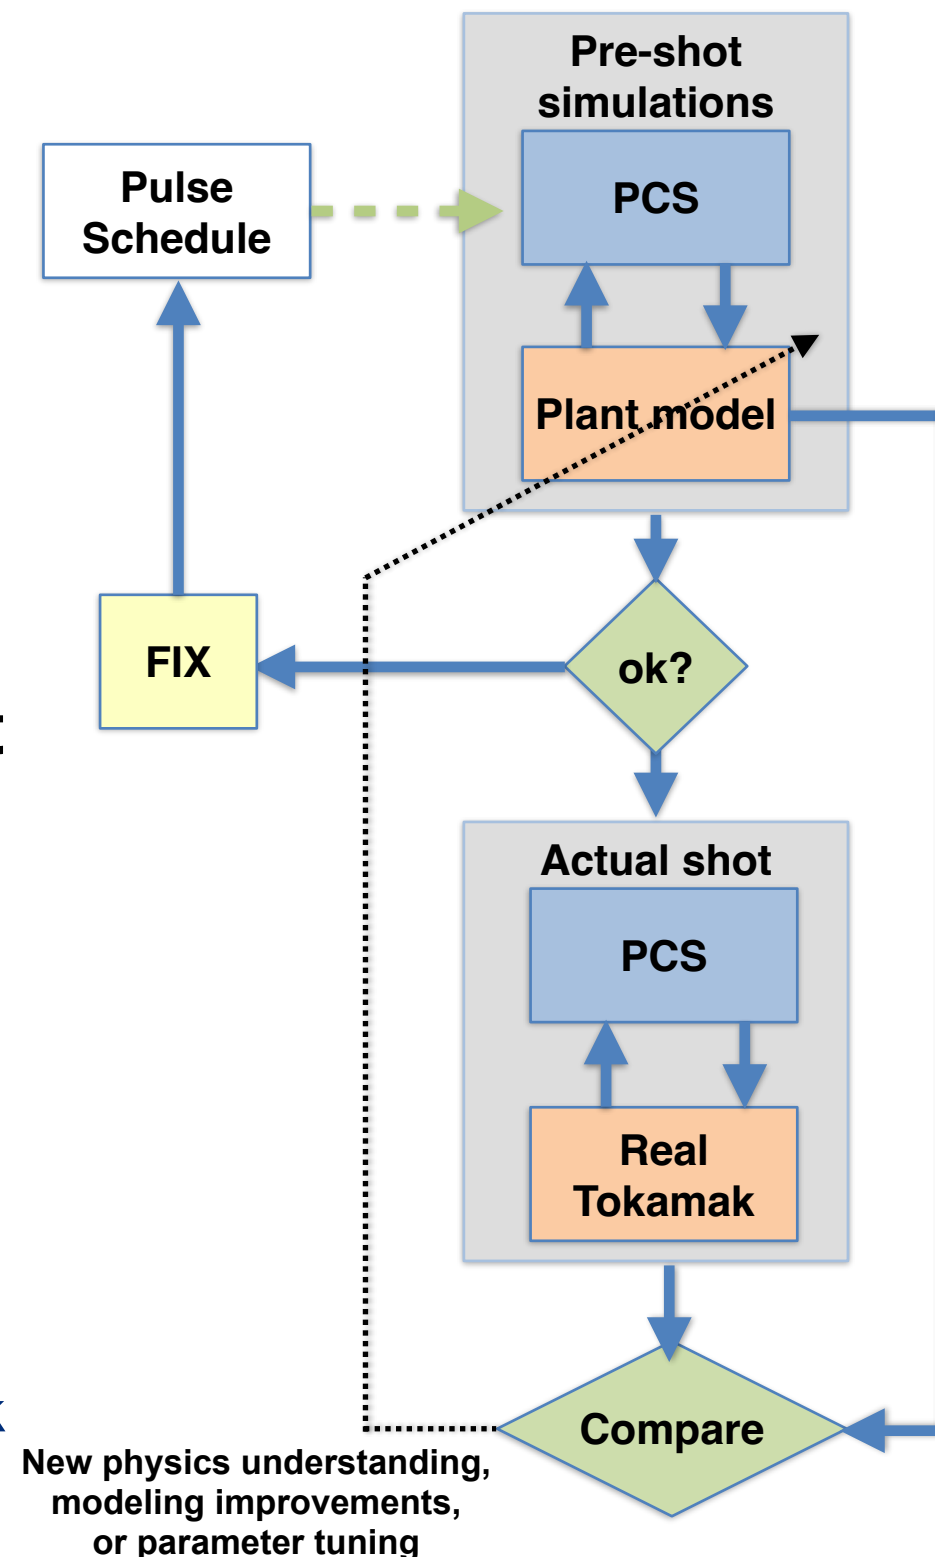 Pre-shot
simulations
PCS
Pulse
Schedule
Plant model
ok?
FIX
Actual shot
PCS
Real
Tokamak
Compare
New physics understanding,
modeling improvements,
or parameter tuning